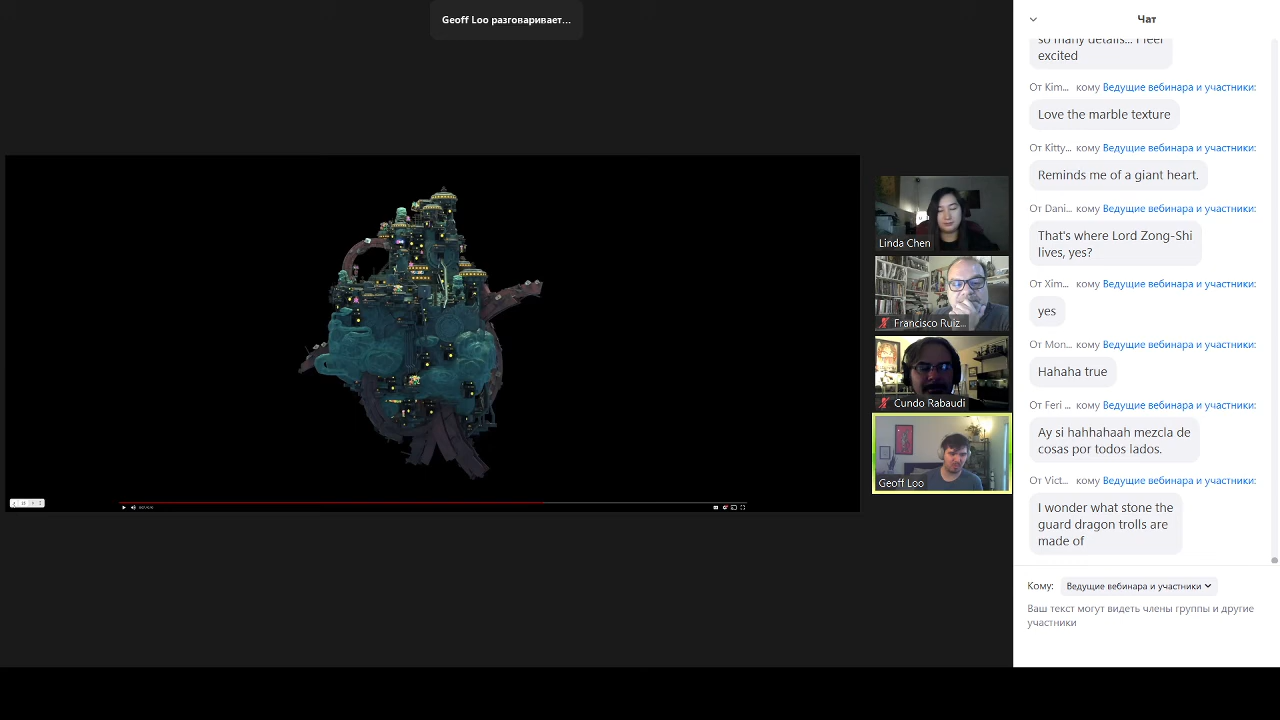 Geoff Loo разговаривает...
Чат
so many details... I feel
excited
От Kim... кому Ведущие вебинара и участники:
Love the marble texture
От Kitty... кому Ведущие вебинара и участники:
Reminds me of a giant heart.
От Dani... кому Ведущие вебинара и участники:
That's where Lord Zong-Shi
lives, yes?
От Xim... кому Ведущие вебинара и участники:
yes
От Mon... кому Ведущие вебинара и участники:
Hahaha true
От Feri ... кому Ведущие вебинара и участники:
Ay si hahhahaah mezcla de
cosas por todos lados.
От Vict... кому Ведущие вебинара и участники:
I wonder what stone the
guard dragon trolls are
made of
Кому: Ведущие вебинара и участники
Ваш текст могут видеть члены группы и другие
участники
Linda Chen
Francisco Ruiz...
Cundo Rabaudi
Geoff Loo